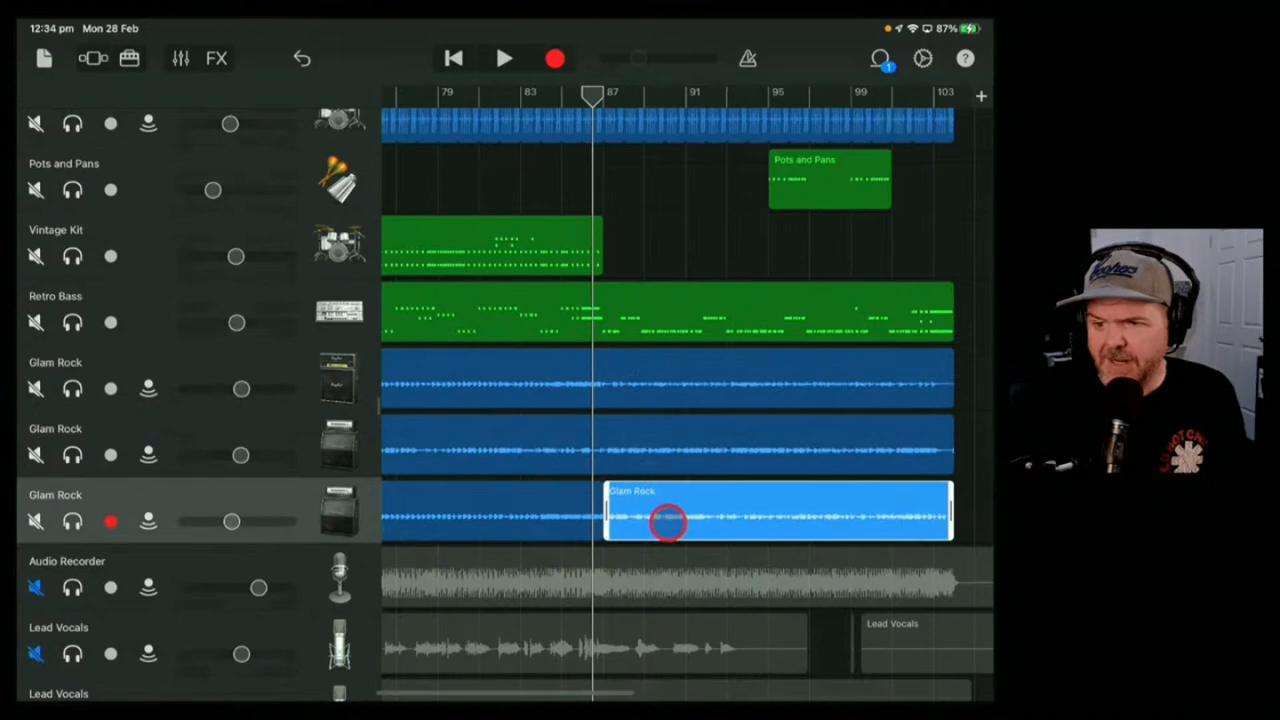 12:34 pm Mon 28 Feb
87%
FX
1
?
79 83 87 91 95 99 103 +
Pots and Pans
Pots and Pans
Vintage Kit
Retro Bass
Glam Rock
Glam Rock
Glam Rock
Glam Rock
Audio Recorder
Lead Vocals
Lead Vocals
Lead Vocals